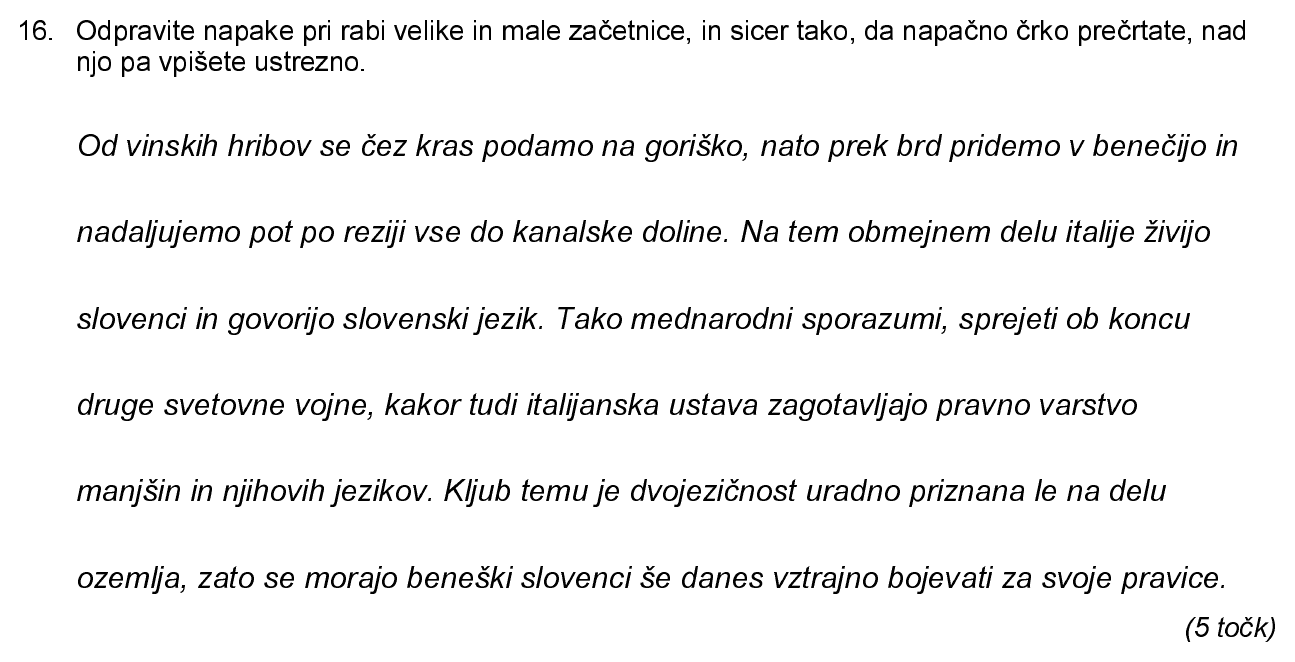 16. Odpravite napake pri rabi velike in male začetnice, in sicer tako, da napačno črko prečrtate, nad
njo pa vpišete ustrezno.
Od vinskih hribov se čez kras podamo na goriško, nato prek brd pridemo v benečijo in
nadaljujemo pot po reziji vse do kanalske doline. Na tem obmejnem delu italije živijo
slovenci in govorijo slovenski jezik. Tako mednarodni sporazumi, sprejeti ob koncu
druge svetovne vojne, kakor tudi italijanska ustava zagotavljajo pravno varstvo
manjšin in njihovih jezikov. Kljub temu je dvojezičnost uradno priznana le na delu
ozemlja, zato se morajo beneški slovenci še danes vztrajno bojevati za svoje pravice.
(5 točk)